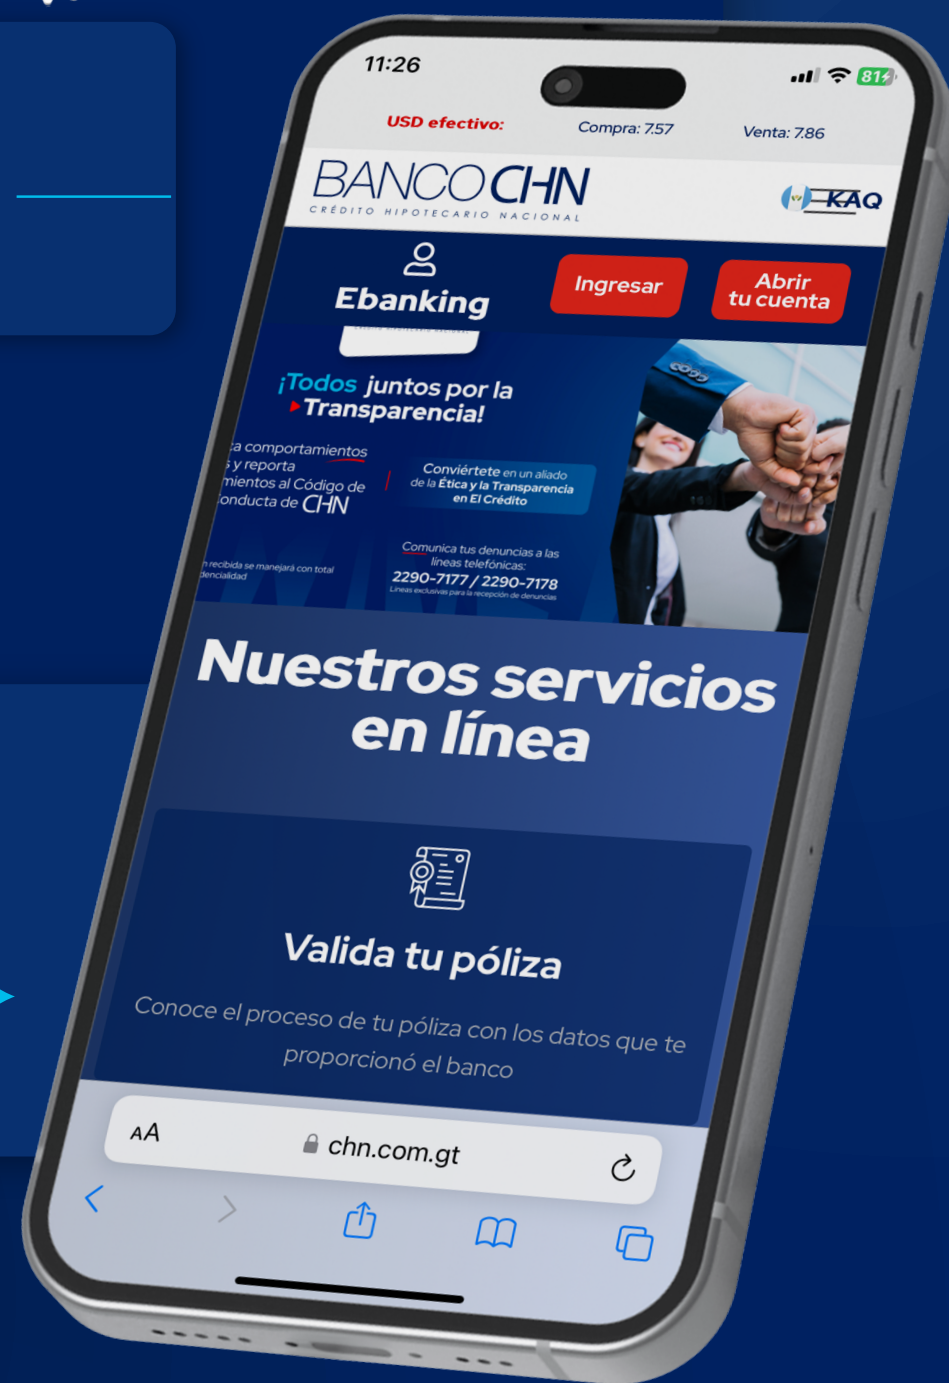 11:26
81
USD efectivo: Compra: 7.57 Venta: 7.86
BANCO CHN
CRÉDITO HIPOTECARIO NACIONAL
KAQ
Ebanking
Ingresar
Abrir
tu cuenta
¡Todos juntos por la
Transparencia!
ca comportamientos
s y reporta
mientos al Código de
onducta de CHN
Conviértete en un aliado
de la Ética y la Transparencia
en El Crédito
n recibida se manejará con total
dencialidad
Comunica tus denuncias a las
líneas telefónicas:
2290-7177 / 2290-7178
Líneas exclusivas para la recepción de denuncias
Nuestros servicios
en línea
Valida tu póliza
Conoce el proceso de tu póliza con los datos que te
proporcionó el banco
AA
chn.com.gt